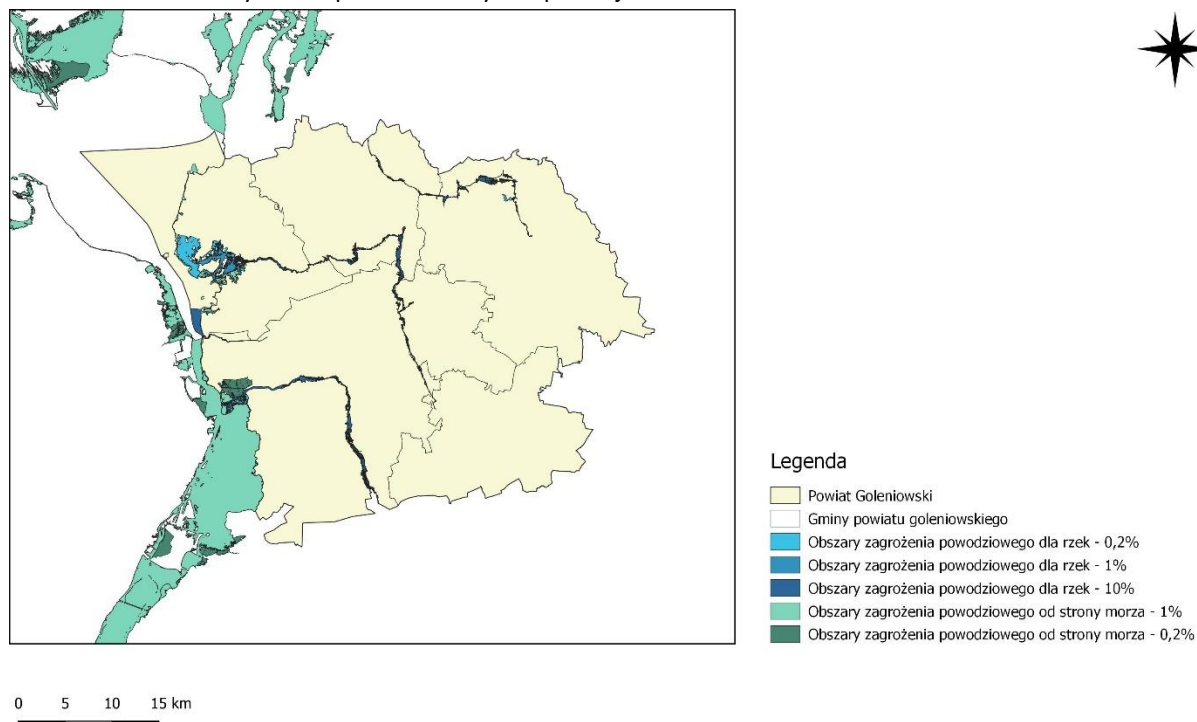 Legenda
Powiat Goleniowski
Gminy powiatu goleniowskiego
Obszary zagrożenia powodziowego dla rzek - 0,2%
Obszary zagrożenia powodziowego dla rzek - 1%
Obszary zagrożenia powodziowego dla rzek - 10%
Obszary zagrożenia powodziowego od strony morza - 1%
Obszary zagrożenia powodziowego od strony morza - 0,2%
0 5 10 15 km